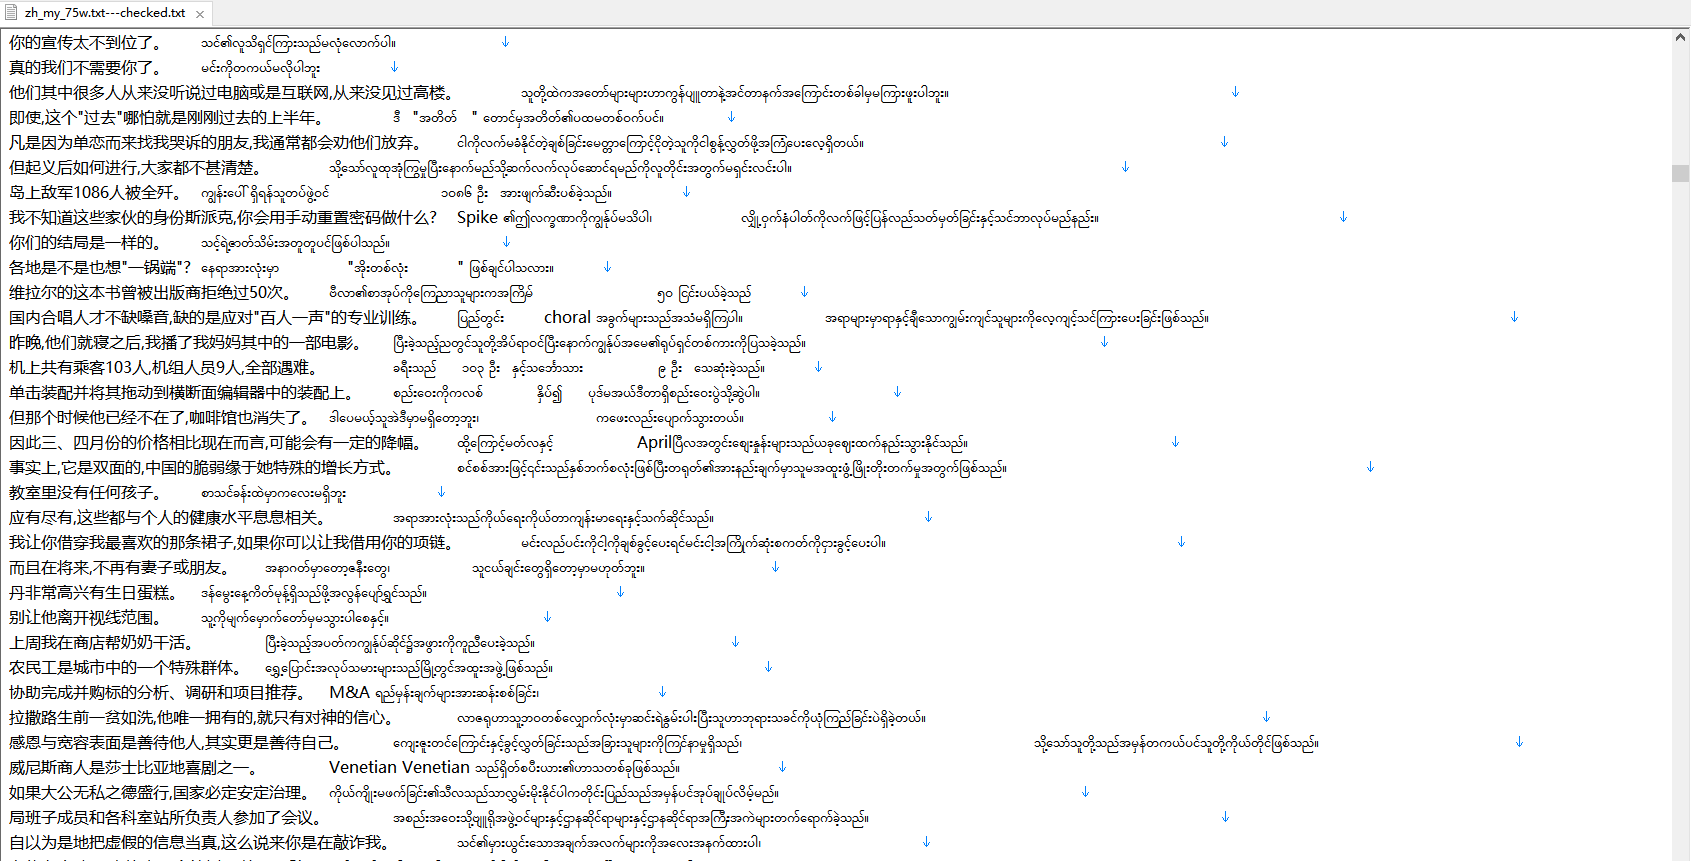 zh_my_75w.txt---checked.txt
你的宣传太不到位了。 သင်၏လူသိရှင်ကြားသည်မလုံလောက်ပါ။
真的我们不需要你了。 မင်းကိုတကယ်မလိုပါဘူး
他们其中很多人从来没听说过电脑或是互联网,从来没见过高楼。 သူတို့ထဲကအတော်များများဟာကွန်ပျူတာနဲ့အင်တာနက်အကြောင်းတစ်ခါမှမကြားဖူးပါဘူး။
即使,这个"过去"哪怕就是刚刚过去的上半年。 ဒီ "အတိတ် " တောင်မှအတိတ်၏ပထမတစ်ဝက်ပင်။
凡是因为单恋而来找我哭诉的朋友,我通常都会劝他们放弃。 ငါကိုလက်မခံနိုင်တဲ့ချစ်ခြင်းမေတ္တာကြောင့်ငိုတဲ့သူကိုငါစွန့်လွှတ်ဖို့အကြံပေးလေ့ရှိတယ်။
但起义后如何进行,大家都不甚清楚。 သို့သော်လူထုအုံကြွမှုပြီးနောက်မည်သို့ဆက်လက်လုပ်ဆောင်ရမည်ကိုလူတိုင်းအတွက်မရှင်းလင်းပါ။
岛上敌军1086人被全歼。 ကျွန်းပေါ်ရှိရန်သူတပ်ဖွဲ့ဝင် ၁၀၈၆ ဦး အားဖျက်ဆီးပစ်ခဲ့သည်။
我不知道这些家伙的身份斯派克,你会用手动重置密码做什么? Spike ၏ဤလက္ခဏာကိုကျွန်ုပ်မသိပါ၊ လျှို့ဝှက်နံပါတ်ကိုလက်ဖြင့်ပြန်လည်သတ်မှတ်ခြင်းနှင့်သင်ဘာလုပ်မည်နည်း။
你们的结局是一样的。 သင့်ရဲ့ဇာတ်သိမ်းအတူတူပင်ဖြစ်ပါသည်။
各地是不是也想"一锅端"? နေရာအားလုံးမှာ "အိုးတစ်လုံး " ဖြစ်ချင်ပါသလား။
维拉尔的这本书曾被出版商拒绝过50次。 ဗီလာ၏စာအုပ်ကိုကြေညာသူများကအကြိမ် ၅၀ ငြင်းပယ်ခဲ့သည်
国内合唱人才不缺嗓音,缺的是应对"百人一声"的专业训练。 ပြည်တွင်း choral အခွက်များသည်အသံမရှိကြပါ။ အရာများမှာရာနှင့်ချီသောကျွမ်းကျင်သူများကိုလေ့ကျင့်သင်ကြားပေးခြင်းဖြစ်သည်။
昨晚,他们就寝之后,我播了我妈妈其中的一部电影。 ပြီးခဲ့သည့်ညတွင်သူတို့အိပ်ရာဝင်ပြီးနောက်ကျွန်ုပ်အမေ၏ရုပ်ရှင်တစ်ကားကိုပြသခဲ့သည်။
机上共有乘客103人,机组人员9人,全部遇难。 ခရီးသည် ၁၀၃ ဦး နှင့်သင်္ဘောသား ၉ ဦး သေဆုံးခဲ့သည်။
单击装配并将其拖动到横断面编辑器中的装配上。 စည်းဝေးကိုကလစ် နှိပ်၍ ပုဒ်မအယ်ဒီတာရှိစည်းဝေးပွဲသို့ဆွဲပါ။
但那个时候他已经不在了,咖啡馆也消失了。 ဒါပေမယ့်သူအဲဒီမှာမရှိတော့ဘူး၊ ကဖေးလည်းပျောက်သွားတယ်။
因此三、四月份的价格相比现在而言,可能会有一定的降幅。 ထို့ကြောင့်မတ်လနှင့် Aprilပြီလအတွင်းဈေးနှုန်းများသည်ယခုဈေးထက်နည်းသွားနိုင်သည်။
事实上,它是双面的,中国的脆弱缘于她特殊的增长方式。 စင်စစ်အားဖြင့်၎င်းသည်နှစ်ဘက်စလုံးဖြစ်ပြီးတရုတ်၏အားနည်းချက်မှာသူမအထူးဖွံ့ဖြိုးတိုးတက်မှုအတွက်ဖြစ်သည်။
教室里没有任何孩子。 စာသင်ခန်းထဲမှာကလေးမရှိဘူး
应有尽有,这些都与个人的健康水平息息相关。 အရာအားလုံးသည်ကိုယ်ရေးကိုယ်တာကျန်းမာရေးနှင့်သက်ဆိုင်သည်။
我让你借穿我最喜欢的那条裙子,如果你可以让我借用你的项链。 မင်းလည်ပင်းကိုငါ့ကိုချစ်ခွင့်ပေးရင်မင်းငါ့အကြိုက်ဆုံးစကတ်ကိုငှားခွင့်ပေးပါ။
而且在将来,不再有妻子或朋友。 အနာဂတ်မှာတော့ဇနီးတွေ၊ သူငယ်ချင်းတွေရှိတော့မှာမဟုတ်ဘူး။
丹非常高兴有生日蛋糕。 ဒန်မွေးနေ့ကိတ်မုန့်ရှိသည်ဖို့အလွန်ပျော်ရွှင်သည်။
别让他离开视线范围。 သူ့ကိုမျက်မှောက်တော်မှမသွားပါစေနှင့်။
上周我在商店帮奶奶干活。 ပြီးခဲ့သည့်အပတ်ကကျွန်ုပ်ဆိုင်၌အဖွားကိုကူညီပေးခဲ့သည်။
农民工是城市中的一个特殊群体。 ရွှေ့ပြောင်းအလုပ်သမားများသည်မြို့တွင်အထူးအဖွဲ့ဖြစ်သည်။
协助完成并购标的分析、调研和项目推荐。 M&A ရည်မှန်းချက်များအားဆန်းစစ်ခြင်း၊
拉撒路生前一贫如洗,他唯一拥有的,就只有对神的信心。 လာဇရုဟာသူ့ဘဝတစ်လျှောက်လုံးမှာဆင်းရဲနွမ်းပါးပြီးသူဟာဘုရားသခင်ကိုယုံကြည်ခြင်းပဲရှိခဲ့တယ်။
感恩与宽容表面是善待他人,其实更是善待自己。 ကျေးဇူးတင်ကြောင်းနှင့်ခွင့်လွှတ်ခြင်းသည်အခြားသူများကိုကြင်နာမှုရှိသည်၊ သို့သော်သူတို့သည်အမှန်တကယ်ပင်သူတို့ကိုယ်တိုင်ဖြစ်သည်။
威尼斯商人是莎士比亚地喜剧之一。 Venetian Venetian သည်ရှိတ်စပီးယား၏ဟာသတစ်ခုဖြစ်သည်။
如果大公无私之德盛行,国家必定安定治理。 ကိုယ်ကျိုးမဖက်ခြင်း၏သီလသည်သာလွှမ်းမိုးနိုင်ပါကတိုင်းပြည်သည်အမှန်ပင်အုပ်ချုပ်လိမ့်မည်။
局班子成员和各科室站所负责人参加了会议。 အစည်းအဝေးသို့ဗျူရိုအဖွဲ့ဝင်များနှင့်ဌာနဆိုင်ရာများနှင့်ဌာနဆိုင်ရာအကြီးအကဲများတက်ရောက်ခဲ့သည်။
自以为是地把虚假的信息当真,这么说来你是在敲诈我。 သင်၏မှားယွင်းသောအချက်အလက်များကိုအလေးအနက်ထားပါ၊